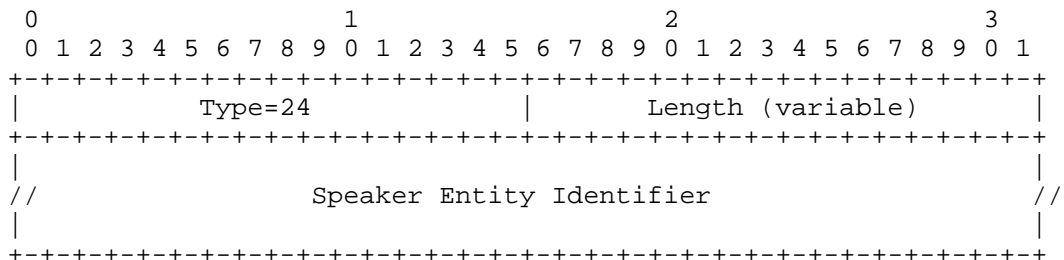 0                   1                   2                   3
 0 1 2 3 4 5 6 7 8 9 0 1 2 3 4 5 6 7 8 9 0 1 2 3 4 5 6 7 8 9 0 1
+-+-+-+-+-+-+-+-+-+-+-+-+-+-+-+-+-+-+-+-+-+-+-+-+-+-+-+-+-+-+-+-+
|           Type=24             |       Length (variable)       |
+-+-+-+-+-+-+-+-+-+-+-+-+-+-+-+-+-+-+-+-+-+-+-+-+-+-+-+-+-+-+-+-+
|                                                               |
//                 Speaker Entity Identifier                    //
|                                                               |
+-+-+-+-+-+-+-+-+-+-+-+-+-+-+-+-+-+-+-+-+-+-+-+-+-+-+-+-+-+-+-+-+